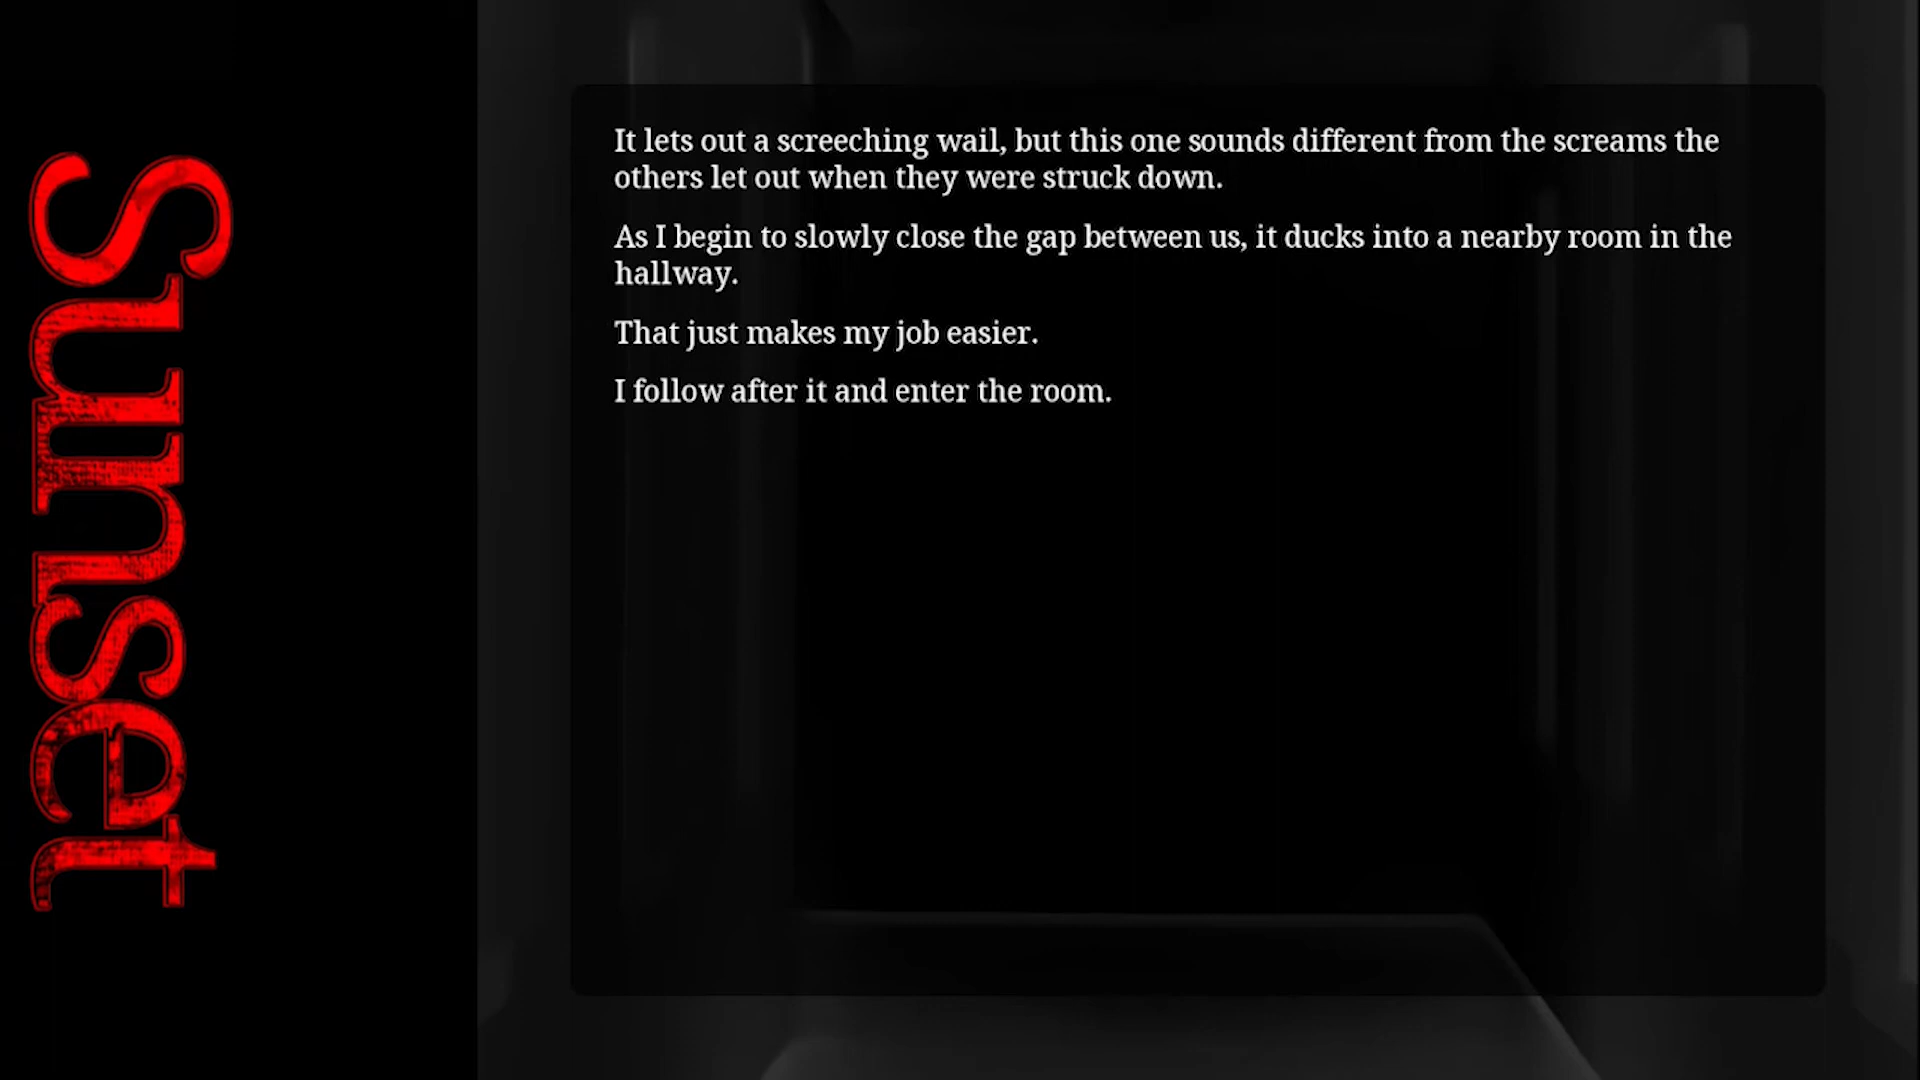 Sunset
It lets out a screeching wail, but this one sounds different from the screams the
others let out when they were struck down.
As I begin to slowly close the gap between us, it ducks into a nearby room in the
hallway.
That just makes my job easier.
I follow after it and enter the room.